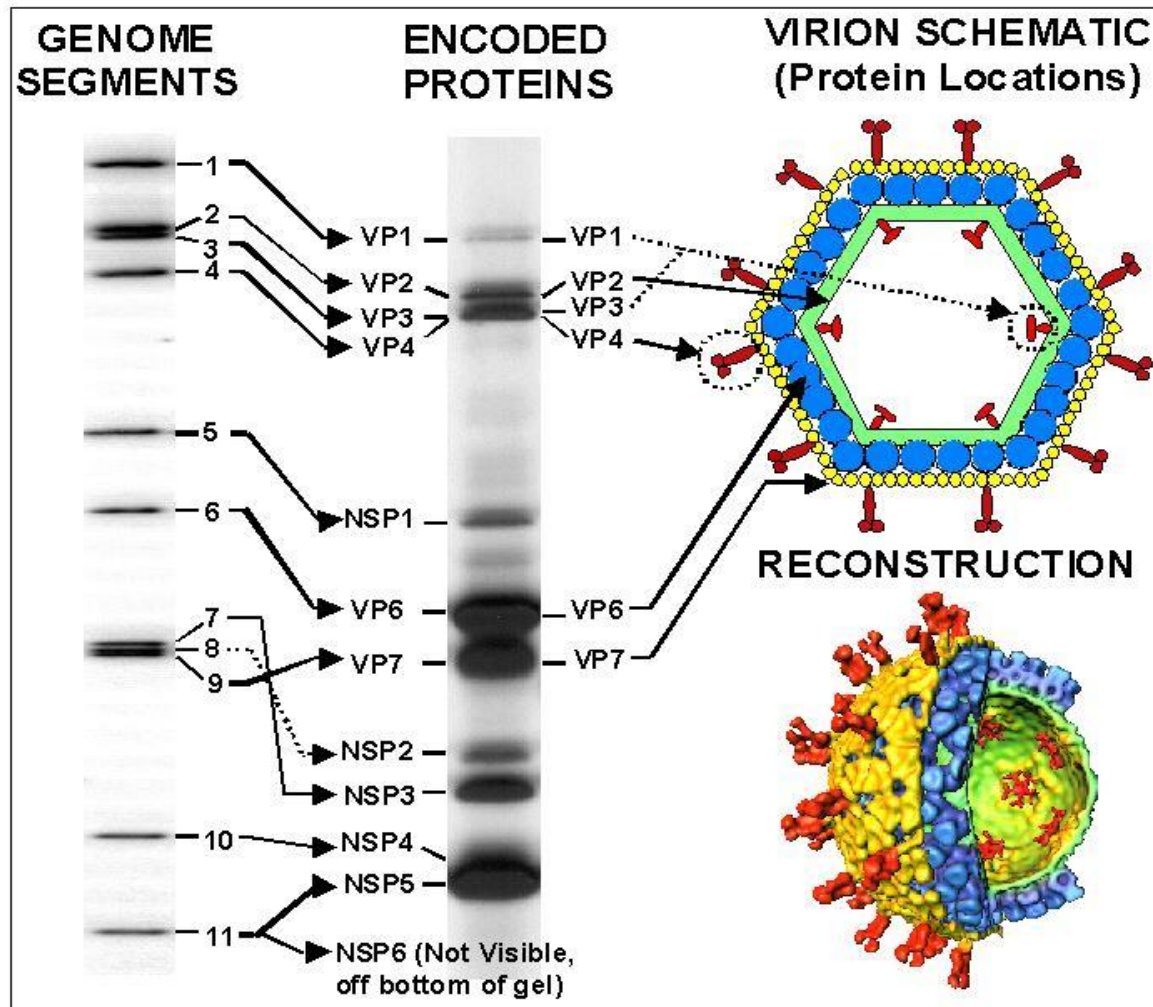 GENOME
SEGMENTS
1
2
3
4
5
6
7
8
9
10
11
ENCODED
PROTEINS
VP1
VP2
VP3
VP4
NSP1
VP6
VP7
NSP2
NSP3
NSP4
NSP5
NSP6 (Not Visible,
off bottom of gel)
VP1
VP2
VP3
VP4
VP6
VP7
VIRION SCHEMATIC
(Protein Locations)
RECONSTRUCTION